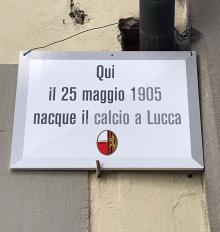 Qui
il 25 maggio 1905
nacque il calcio a Lucca